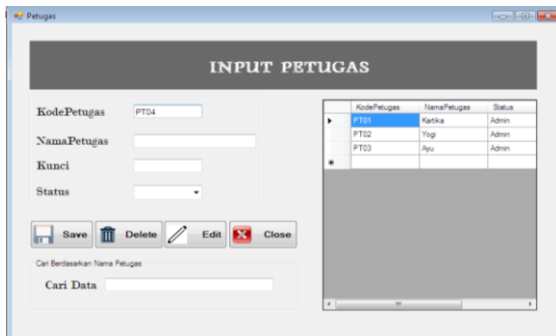 Petugas
INPUT PETUGAS
KodePetugas PT04
NamaPetugas
Kunci
Status
Save Delete Edit Close
Cari Berdasarkan Nama Petugas
Cari Data
KodePetugas NamaPetugas Status
PT01 Kartika Admin
PT02 Yogi Admin
PT03 Ayu Admin